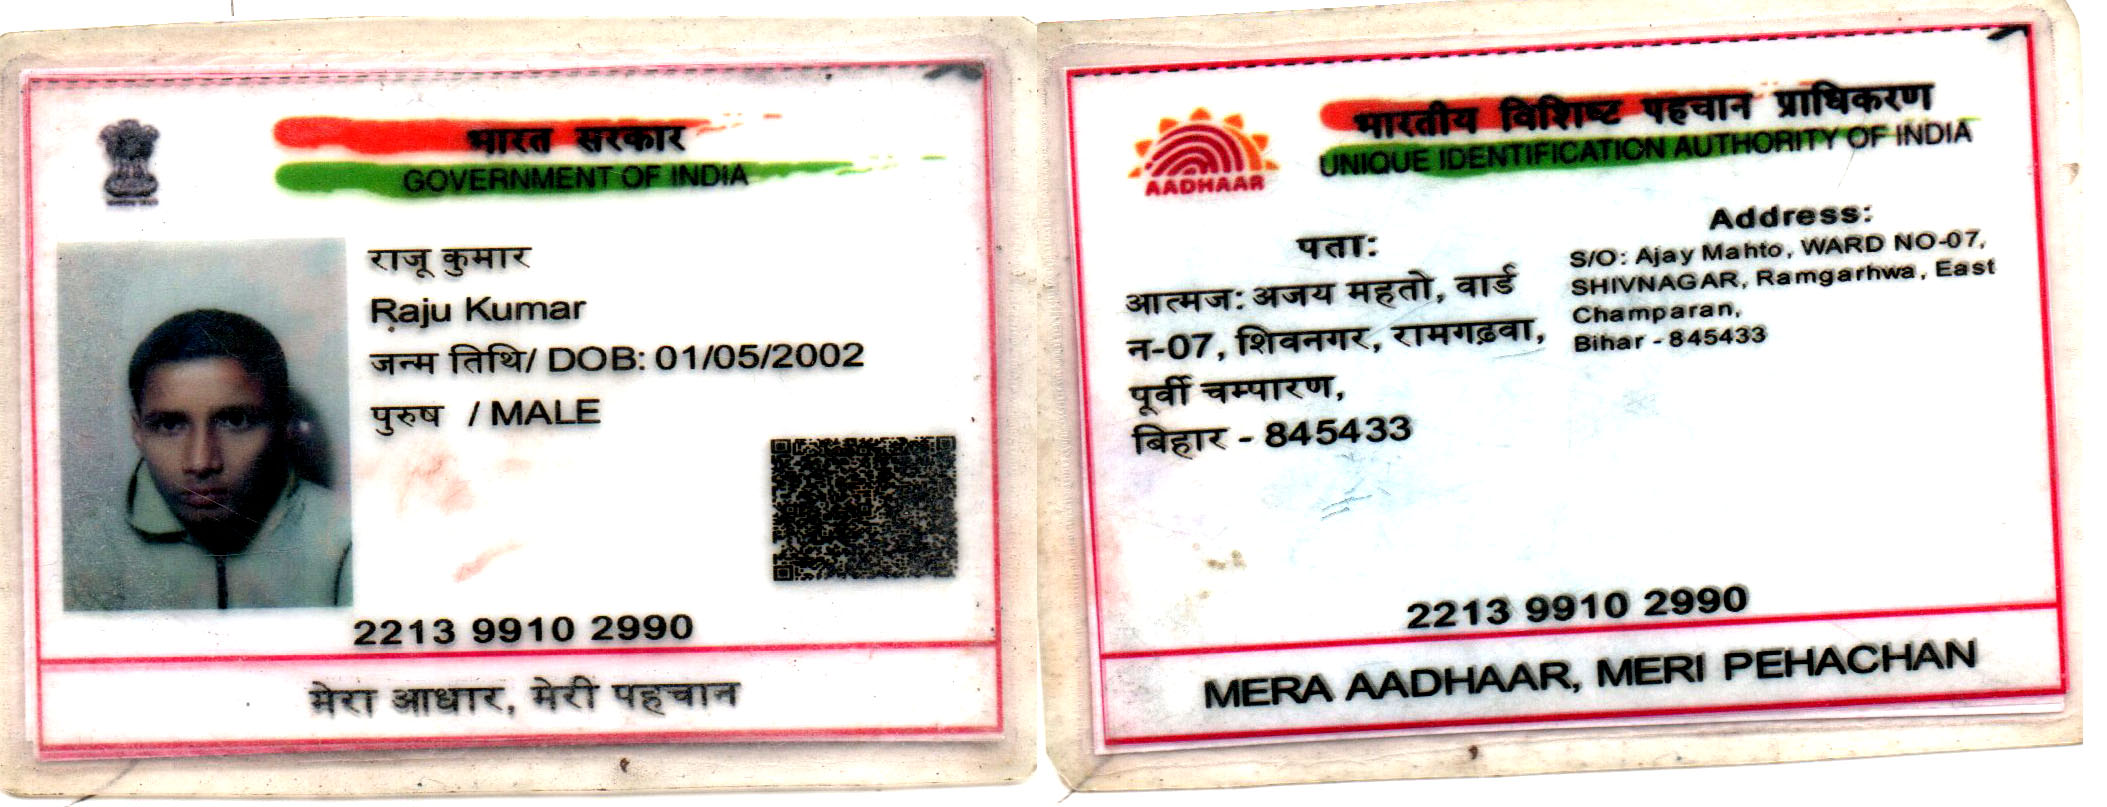 भारत सरकार
GOVERNMENT OF INDIA
राजू कुमार
Raju Kumar
जन्म तिथि/ DOB: 01/05/2002
पुरुष / MALE
2213 9910 2990
मेरा आधार, मेरी पहचान
भारतीय विशिष्ट पहचान प्राधिकरण
UNIQUE IDENTIFICATION AUTHORITY OF INDIA
AADHAAR
पता:
आत्मज: अजय महतो, वार्ड
न-07, शिवनगर, रामगढ़वा,
पूर्वी चम्पारण,
बिहार - 845433
Address:
S/O: Ajay Mahto, WARD NO-07,
SHIVNAGAR, Ramgarhwa, East
Champaran,
Bihar - 845433
2213 9910 2990
MERA AADHAAR, MERI PEHACHAN